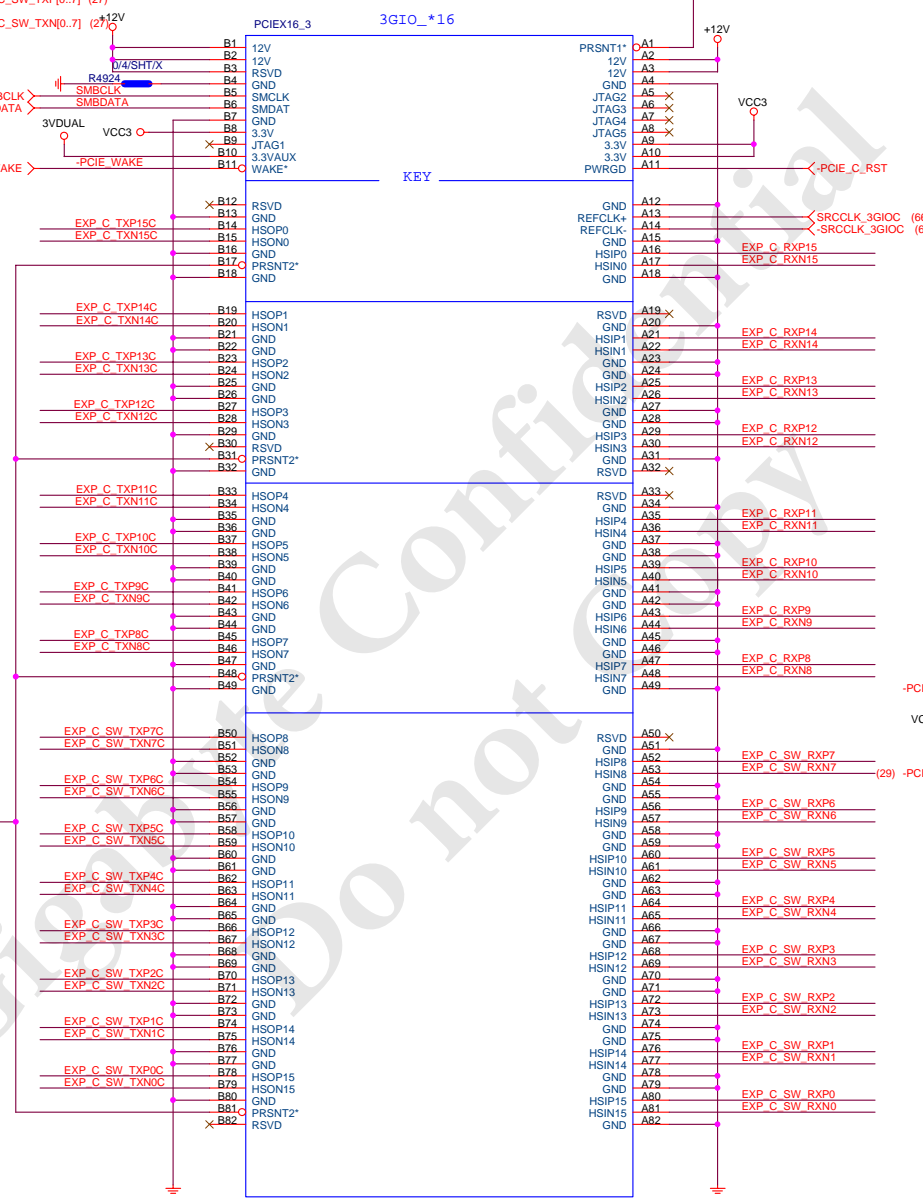 C_SW_TXP[0..7] (27)
C_SW_TXN[0..7] (27)
+12V
PCIEX16_3
3GIO_*16
+12V
B1 12V PRSNT1* A1
B2 12V 12V A2
0/4/SHT/X B3 RSVD 12V A3
R4924 B4 GND GND A4
BCLK SMBCLK B5 SMCLK JTAG2 A5
DATA SMBDATA B6 SMDAT JTAG3 A6
B7 GND JTAG4 A7
3VDUAL VCC3 B8 3.3V JTAG5 A8 VCC3
B9 JTAG1 3.3V A9
B10 3.3VAUX 3.3V A10
AKE -PCIE_WAKE B11 WAKE* PWRGD A11 -PCIE_C_RST
KEY
B12 RSVD GND A12
B13 GND REFCLK+ A13 SRCCLK_3GIOC (66
EXP_C_TXP15C B14 HSOP0 REFCLK- A14 -SRCCLK_3GIOC (6
EXP_C_TXN15C B15 HSON0 GND A15
B16 GND HSIP0 A16 EXP_C_RXP15
B17 PRSNT2* HSIN0 A17 EXP_C_RXN15
B18 GND GND A18
EXP_C_TXP14C B19 HSOP1 RSVD A19
EXP_C_TXN14C B20 HSON1 GND A20
B21 GND HSIP1 A21 EXP_C_RXP14
B22 GND HSIN1 A22 EXP_C_RXN14
EXP_C_TXP13C B23 HSOP2 GND A23
EXP_C_TXN13C B24 HSON2 GND A24
B25 GND HSIP2 A25 EXP_C_RXP13
B26 GND HSIN2 A26 EXP_C_RXN13
EXP_C_TXP12C B27 HSOP3 GND A27
EXP_C_TXN12C B28 HSON3 GND A28
B29 GND HSIP3 A29 EXP_C_RXP12
B30 RSVD HSIN3 A30 EXP_C_RXN12
B31 PRSNT2* GND A31
B32 GND RSVD A32
EXP_C_TXP11C B33 HSOP4 RSVD A33
EXP_C_TXN11C B34 HSON4 GND A34
B35 GND HSIP4 A35 EXP_C_RXP11
B36 GND HSIN4 A36 EXP_C_RXN11
EXP_C_TXP10C B37 HSOP5 GND A37
EXP_C_TXN10C B38 HSON5 GND A38
B39 GND HSIP5 A39 EXP_C_RXP10
B40 GND HSIN5 A40 EXP_C_RXN10
EXP_C_TXP9C B41 HSOP6 GND A41
EXP_C_TXN9C B42 HSON6 GND A42
B43 GND HSIP6 A43 EXP_C_RXP9
B44 GND HSIN6 A44 EXP_C_RXN9
EXP_C_TXP8C B45 HSOP7 GND A45
EXP_C_TXN8C B46 HSON7 GND A46
B47 GND HSIP7 A47 EXP_C_RXP8
B48 PRSNT2* HSIN7 A48 EXP_C_RXN8
B49 GND GND A49 -PCI
VC
EXP_C_SW_TXP7C B50 HSOP8 RSVD A50
EXP_C_SW_TXN7C B51 HSON8 GND A51
B52 GND HSIP8 A52 EXP_C_SW_RXP7
B53 GND HSIN8 A53 EXP_C_SW_RXN7 (29) -PCI
EXP_C_SW_TXP6C B54 HSOP9 GND A54
EXP_C_SW_TXN6C B55 HSON9 GND A55
B56 GND HSIP9 A56 EXP_C_SW_RXP6
B57 GND HSIN9 A57 EXP_C_SW_RXN6
EXP_C_SW_TXP5C B58 HSOP10 GND A58
EXP_C_SW_TXN5C B59 HSON10 GND A59
B60 GND HSIP10 A60 EXP_C_SW_RXP5
B61 GND HSIN10 A61 EXP_C_SW_RXN5
EXP_C_SW_TXP4C B62 HSOP11 GND A62
EXP_C_SW_TXN4C B63 HSON11 GND A63
B64 GND HSIP11 A64 EXP_C_SW_RXP4
B65 GND HSIN11 A65 EXP_C_SW_RXN4
EXP_C_SW_TXP3C B66 HSOP12 GND A66
EXP_C_SW_TXN3C B67 HSON12 GND A67
B68 GND HSIP12 A68 EXP_C_SW_RXP3
B69 GND HSIN12 A69 EXP_C_SW_RXN3
EXP_C_SW_TXP2C B70 HSOP13 GND A70
EXP_C_SW_TXN2C B71 HSON13 GND A71
B72 GND HSIP13 A72 EXP_C_SW_RXP2
B73 GND HSIN13 A73 EXP_C_SW_RXN2
EXP_C_SW_TXP1C B74 HSOP14 GND A74
EXP_C_SW_TXN1C B75 HSON14 GND A75
B76 GND HSIP14 A76 EXP_C_SW_RXP1
B77 GND HSIN14 A77 EXP_C_SW_RXN1
EXP_C_SW_TXP0C B78 HSOP15 GND A78
EXP_C_SW_TXN0C B79 HSON15 GND A79
B80 GND HSIP15 A80 EXP_C_SW_RXP0
B81 PRSNT2* HSIN15 A81 EXP_C_SW_RXN0
B82 RSVD GND A82
Gigabyte Confidential
Do not Copy